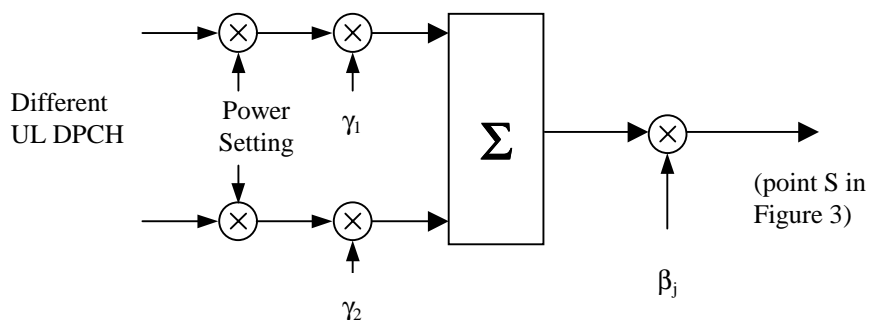 Different
UL DPCH
Power
Setting
γ1
γ2
Σ
βj
(point S in
Figure 3)